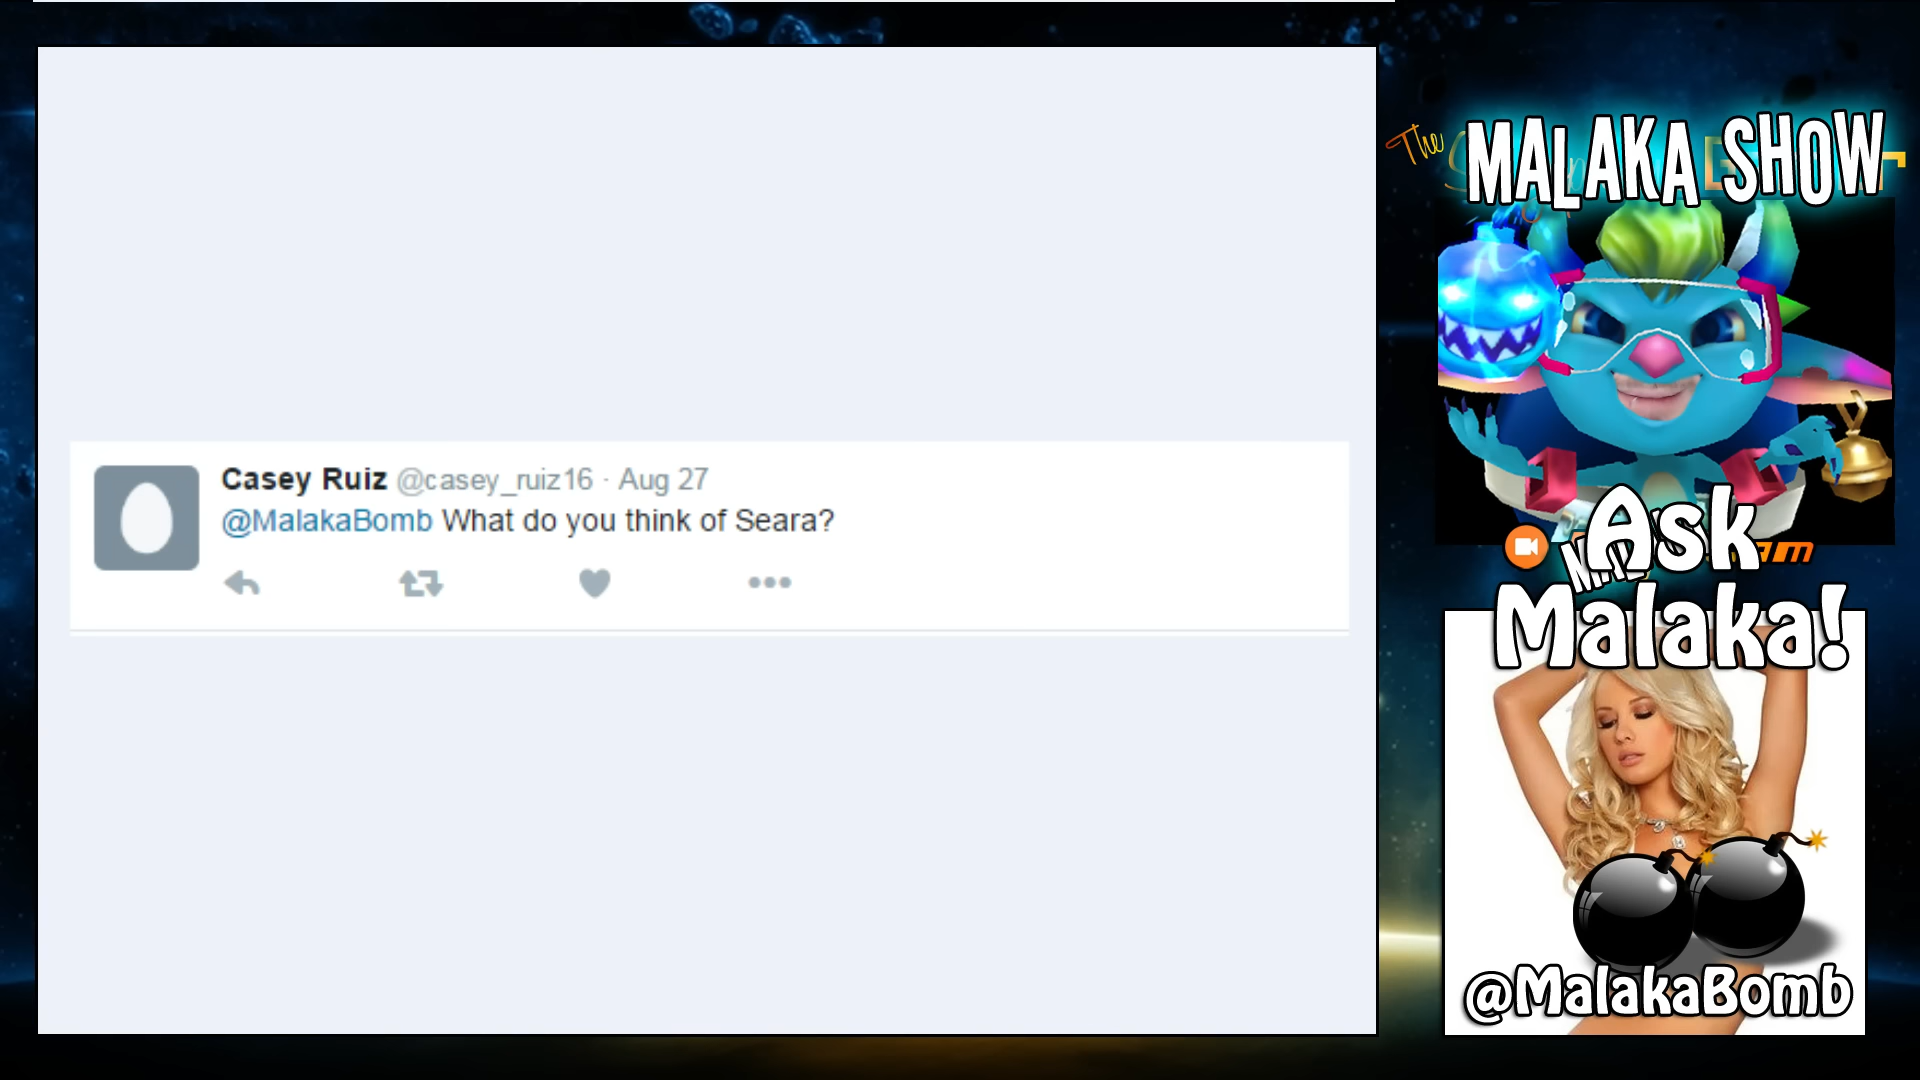 Casey Ruiz @casey_ruiz16 · Aug 27
@MalakaBomb What do you think of Seara?
The
MALAKA SHOW
Ask
Malaka!
@MalakaBomb